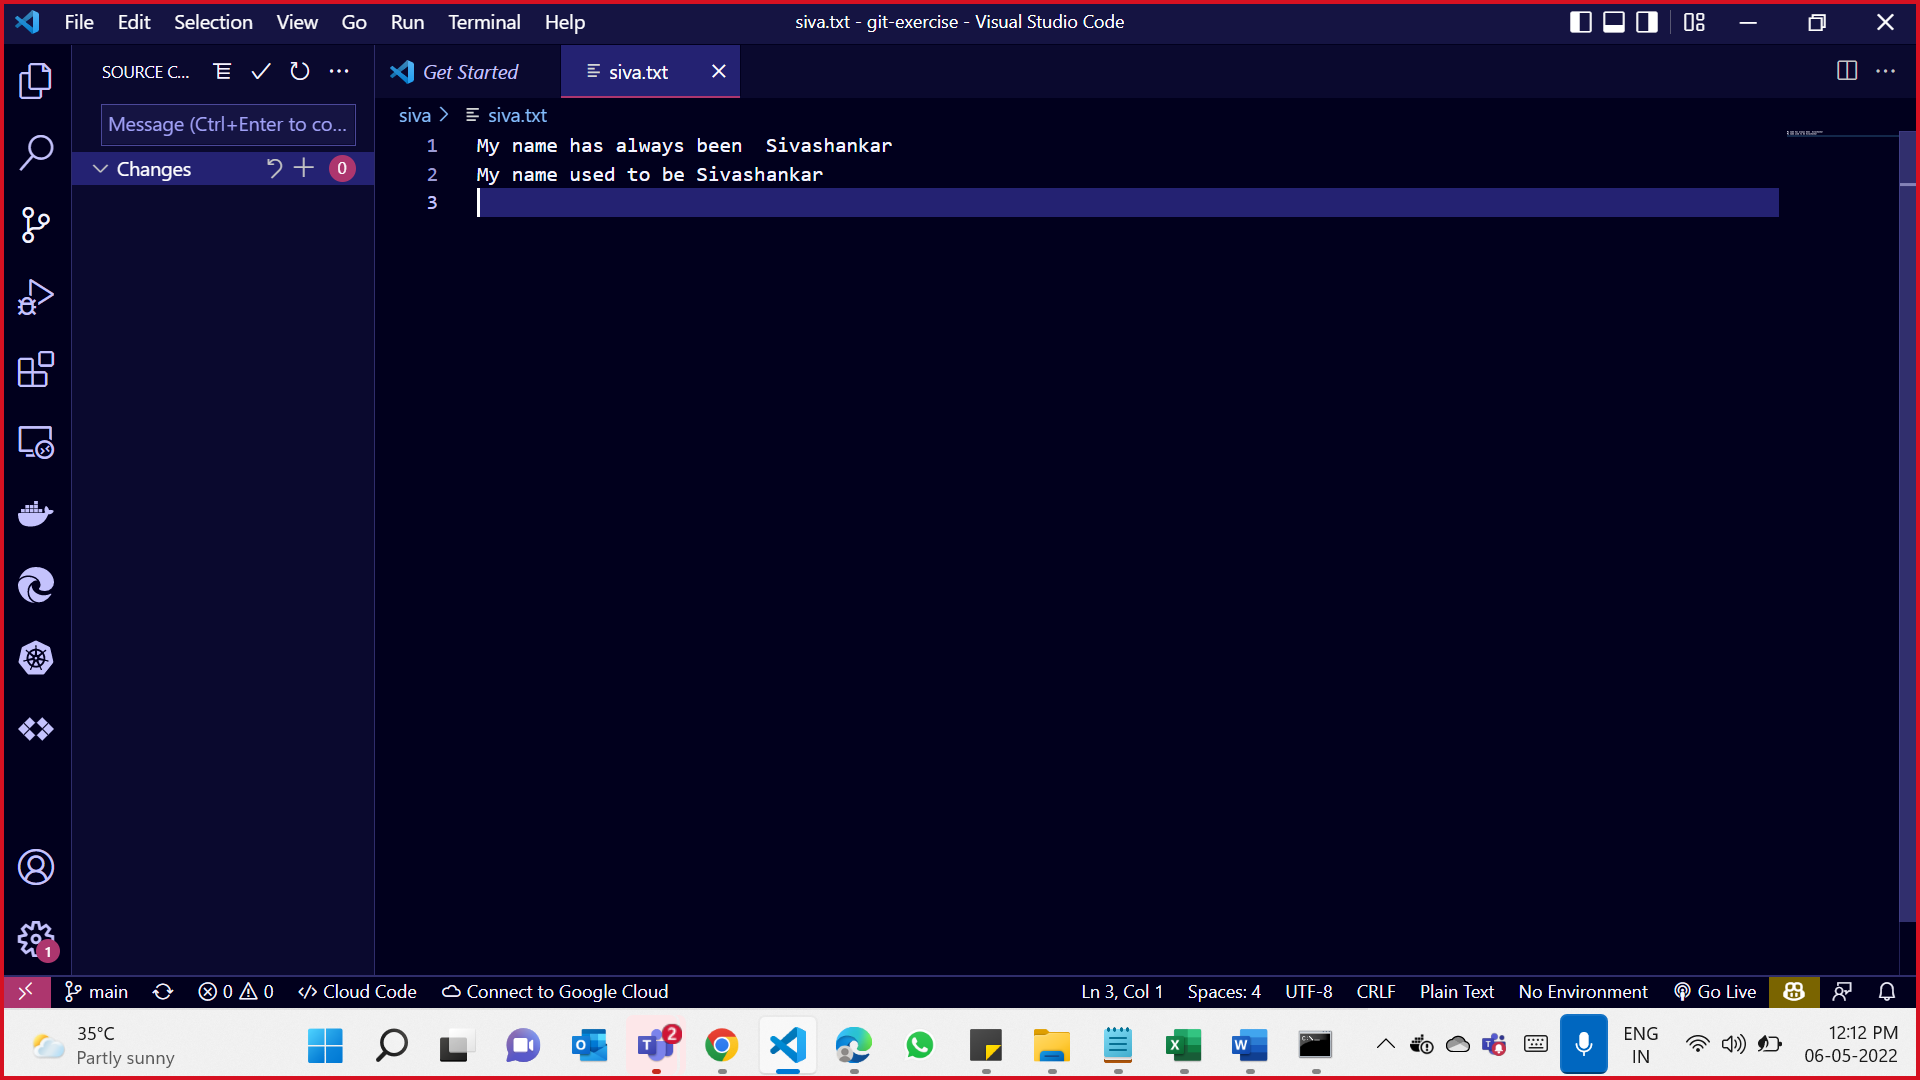 File Edit Selection View Go Run Terminal Help
siva.txt - git-exercise - Visual Studio Code
SOURCE C...
Get Started
siva.txt
Message (Ctrl+Enter to co...
Changes
0
siva > siva.txt
1 My name has always been  Sivashankar
2 My name used to be Sivashankar
3
1
main 0 0 Cloud Code Connect to Google Cloud
Ln 3, Col 1 Spaces: 4 UTF-8 CRLF Plain Text No Environment Go Live
35°C
Partly sunny
2
ENG
IN
12:12 PM
06-05-2022